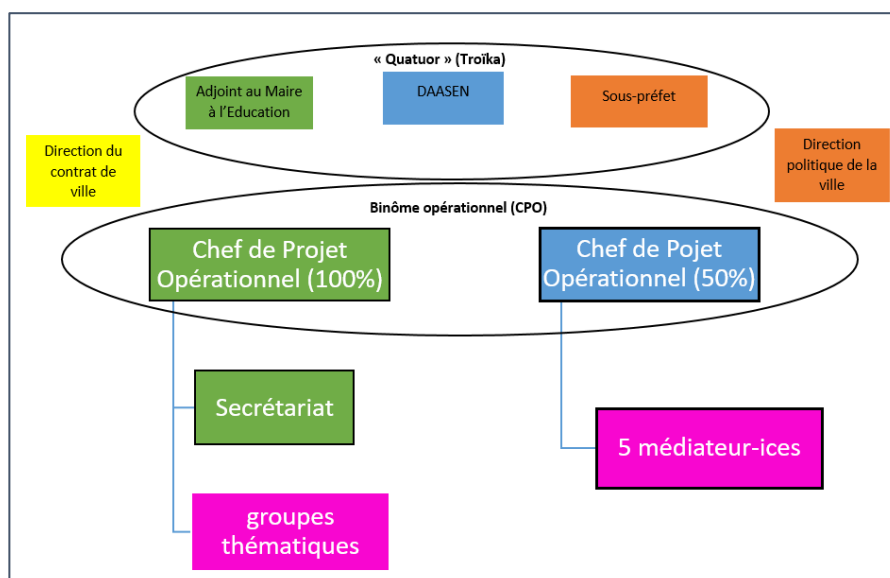 « Quatuor » (Troïka)
Adjoint au Maire
à l’Education
DAASEN
Sous-préfet
Direction du
contrat de
ville
Direction
politique de la
ville
Binôme opérationnel (CPO)
Chef de Projet
Opérationnel (100%)
Chef de Pojet
Opérationnel (50%)
Secrétariat
5 médiateur-ices
groupes
thématiques